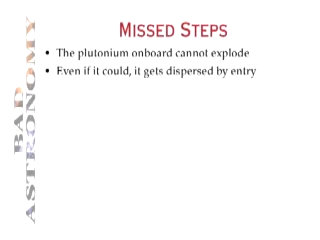 MISSED STEPS
• The plutonium onboard cannot explode
• Even if it could, it gets dispersed by entry
BAD
ASTRONOMY